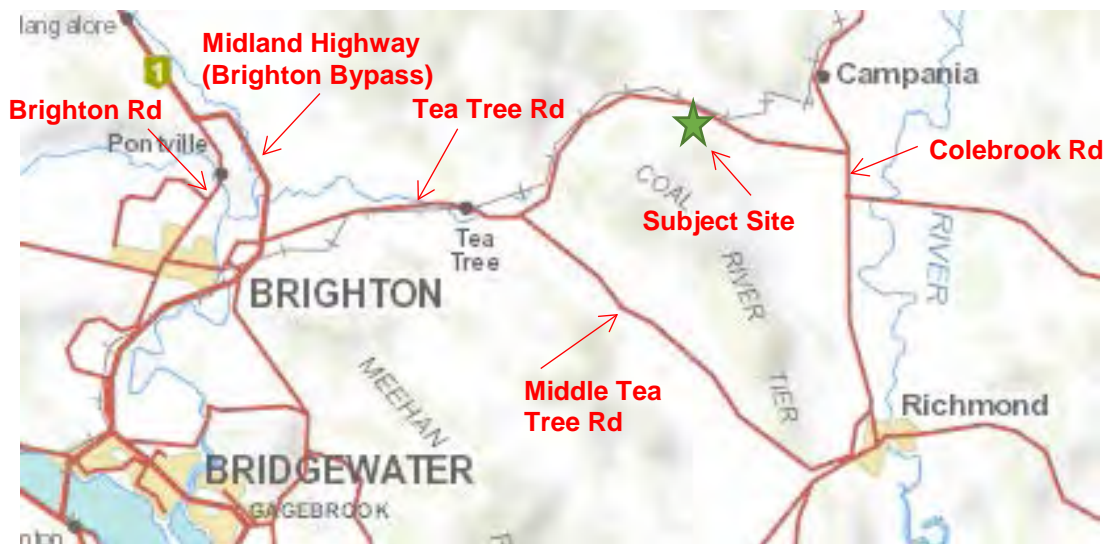 lang alore
1
Midland Highway
(Brighton Bypass)
Brighton Rd
Tea Tree Rd
Campania
Pontville
Colebrook Rd
COAL
Subject Site
Tea
Tree
RIVER
RIVER
BRIGHTON
MEEHAN
TIER
Middle Tea
Tree Rd
Richmond
BRIDGEWATER
GAGEBROOK
nton